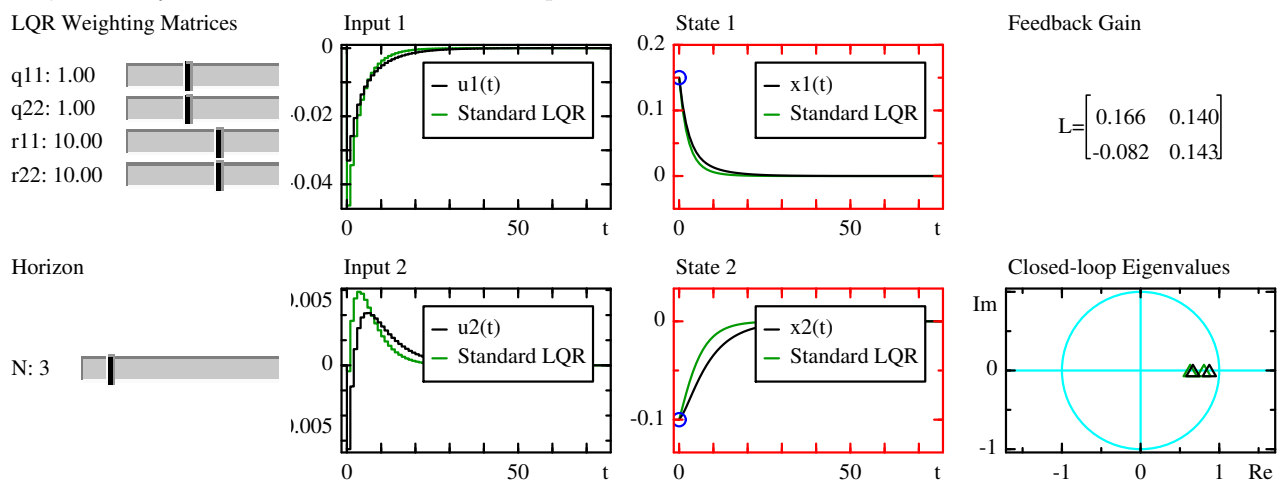 LQR Weighting Matrices
q11: 1.00
q22: 1.00
r11: 10.00
r22: 10.00
Input 1
0
-0.02
-0.04
u1(t)
Standard LQR
0
50
t
State 1
0.2
0.1
0
x1(t)
Standard LQR
0
50
t
Feedback Gain
L=
0.166 0.140
-0.082 0.143
Horizon
N: 3
Input 2
0.005
0
0.005
u2(t)
Standard LQR
0
50
t
State 2
0
-0.1
x2(t)
Standard LQR
0
50
t
Closed-loop Eigenvalues
Im
0
-1
-1
0
1
Re